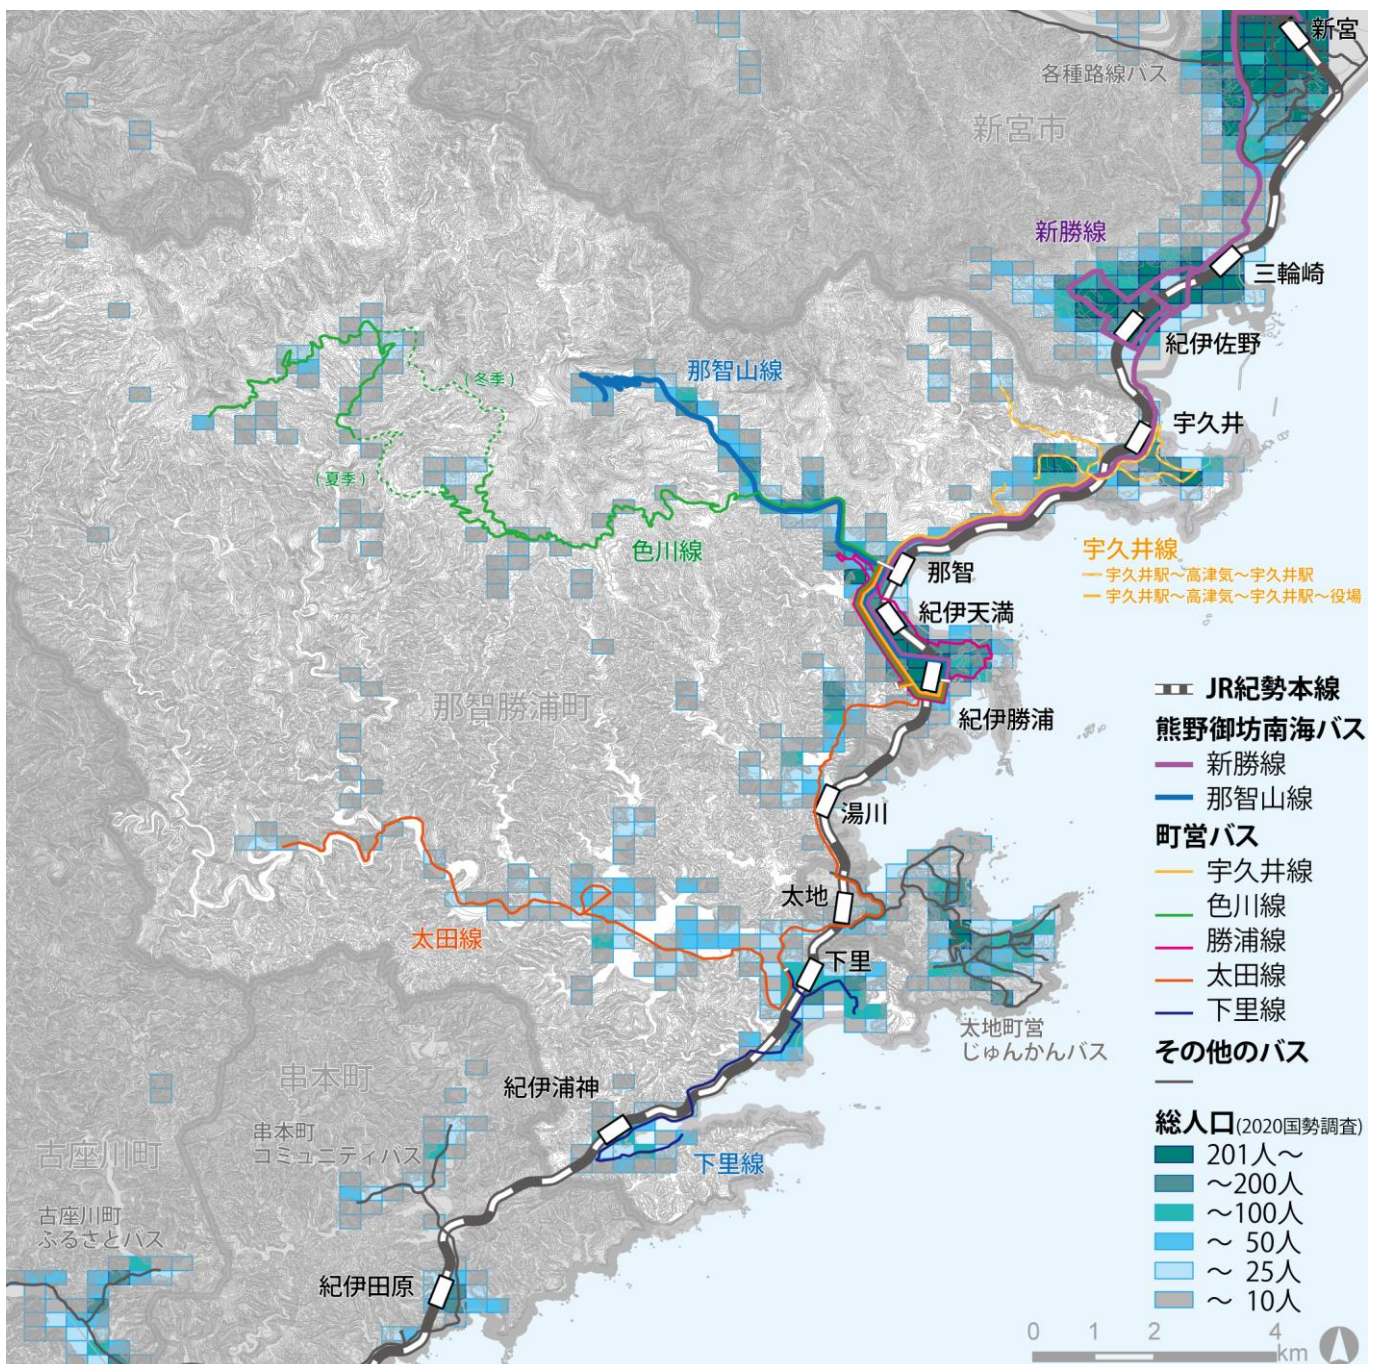 新宮
各種路線バス
新宮市
新勝線
三輪崎
紀伊佐野
那智山線
(冬季)
宇久井
(夏季)
色川線
宇久井線
宇久井駅～高津気～宇久井駅
宇久井駅～高津気～宇久井駅～役場
那智
紀伊天満
那智勝浦町
紀伊勝浦
湯川
太地
太田線
下里
太地町営
じゅんかんバス
紀伊浦神
串本町
串本町
コミュニティバス
下里線
古座川町
古座川町
ふるさとバス
紀伊田原
JR紀勢本線
熊野御坊南海バス
新勝線
那智山線
町営バス
宇久井線
色川線
勝浦線
太田線
下里線
その他のバス
総人口(2020国勢調査)
201人～
～200人
～100人
～ 50人
～ 25人
～ 10人
0 1 2 4
km